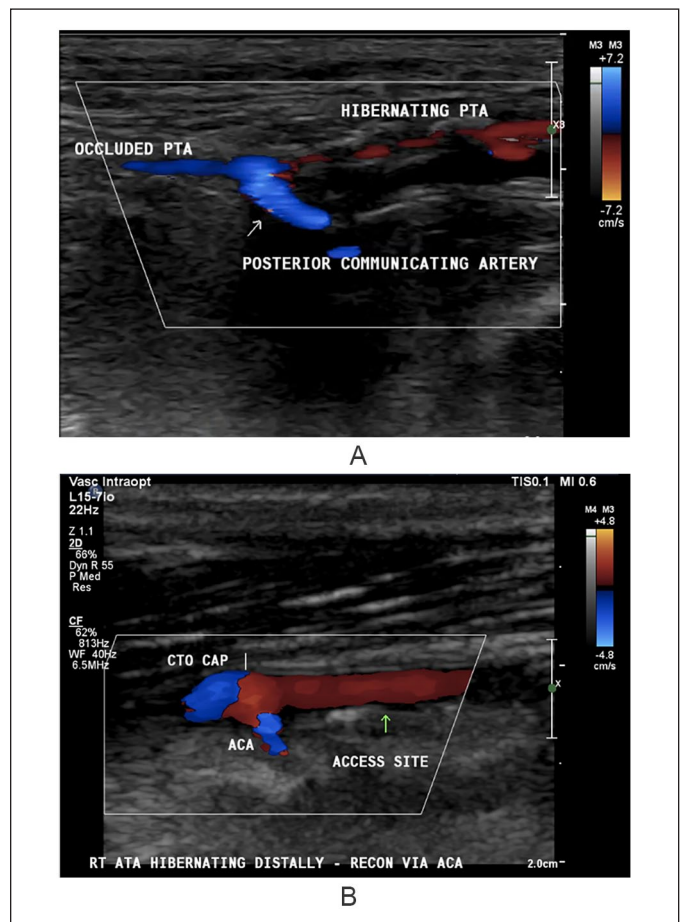 M3 M3
+7.2
HIBERNATING PTA
X3
OCCLUDED PTA
-7.2
cm/s
POSTERIOR COMMUNICATING ARTERY
A
Vasc Intraopt
TIS0.1 MI 0.6
L15-7io
22Hz
M4 M3
+4.8
Z 1.1
2D
66%
Dyn R 55
P Med
Res
CF
62%
813Hz
WF 40Hz
6.5MHz
-4.8
cm/s
CTO CAP
X
ACA
ACCESS SITE
RT ATA HIBERNATING DISTALLY - RECON VIA ACA
2.0cm
B